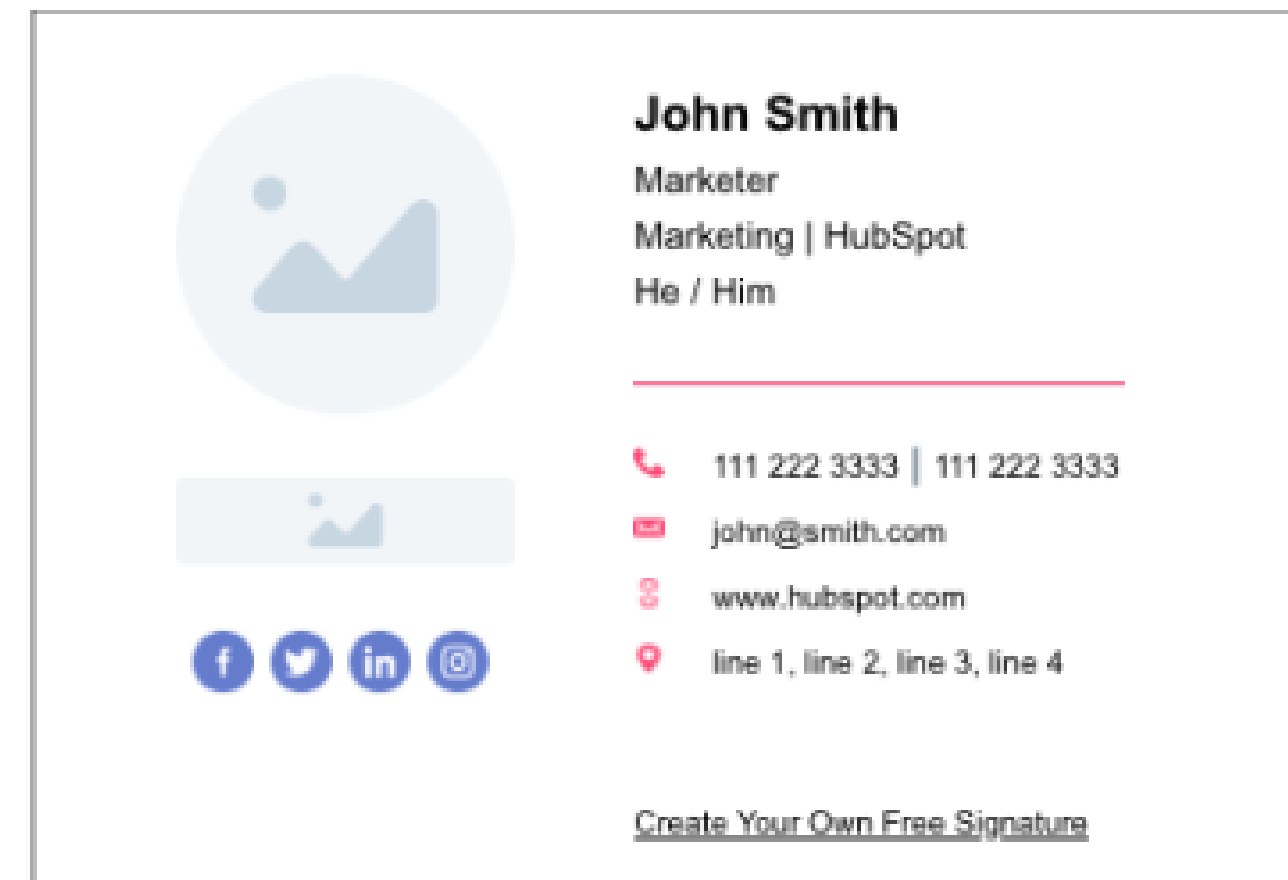 John Smith
Marketer
Marketing | HubSpot
He / Him
111 222 3333 | 111 222 3333
john@smith.com
www.hubspot.com
line 1, line 2, line 3, line 4
Create Your Own Free Signature